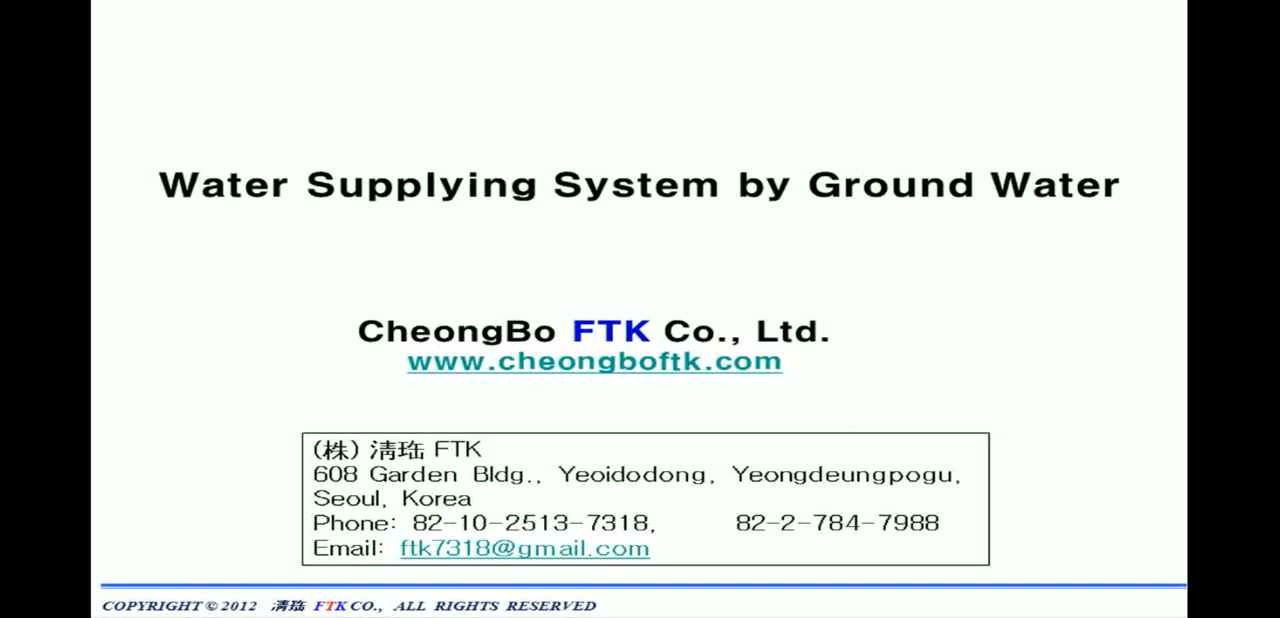 Water Supplying System by Ground Water
CheongBo FTK Co., Ltd.
www.cheongboftk.com
(株) 淸珤 FTK
608 Garden Bldg., Yeoidodong, Yeongdeungpogu,
Seoul, Korea
Phone: 82-10-2513-7318, 82-2-784-7988
Email: ftk7318@gmail.com
COPYRIGHT © 2012 淸珤 FTK CO., ALL RIGHTS RESERVED